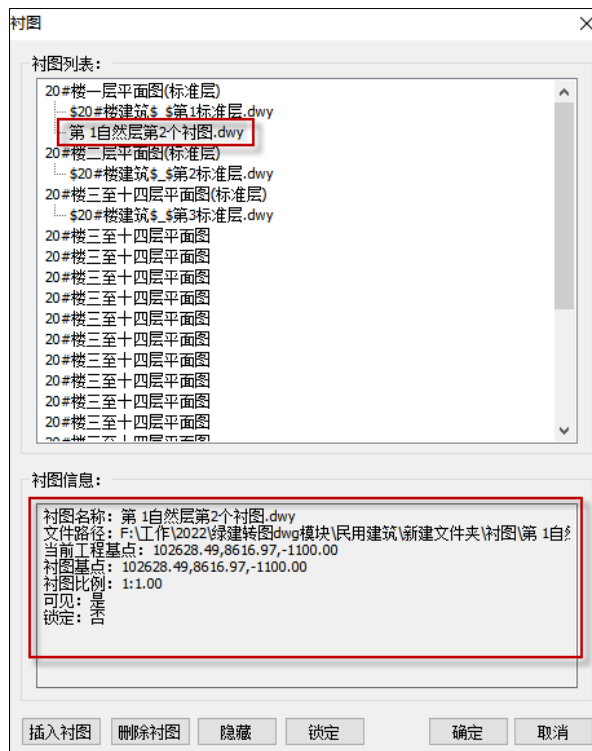 衬图
衬图列表:
20#楼一层平面图(标准层)
$20#楼建筑$_$第1标准层.dwy
第 1自然层第2个衬图.dwy
20#楼二层平面图(标准层)
$20#楼建筑$_$第2标准层.dwy
20#楼三至十四层平面图(标准层)
$20#楼建筑$_$第3标准层.dwy
20#楼三至十四层平面图
20#楼三至十四层平面图
20#楼三至十四层平面图
20#楼三至十四层平面图
20#楼三至十四层平面图
20#楼三至十四层平面图
20#楼三至十四层平面图
20#楼三至十四层平面图
20#楼三至十四层平面图
20#楼三至十四层平面图
20#楼三至十四层平面图
衬图信息:
衬图名称: 第 1自然层第2个衬图.dwy
文件路径: F:\工作\2022\绿建转图dwg模块\民用建筑\新建文件夹\衬图\第 1自然
当前工程基点: 102628.49,8616.97,-1100.00
衬图基点: 102628.49,8616.97,-1100.00
衬图比例: 1:1.00
可见: 是
锁定: 否
插入衬图 删除衬图 隐藏 锁定 确定 取消